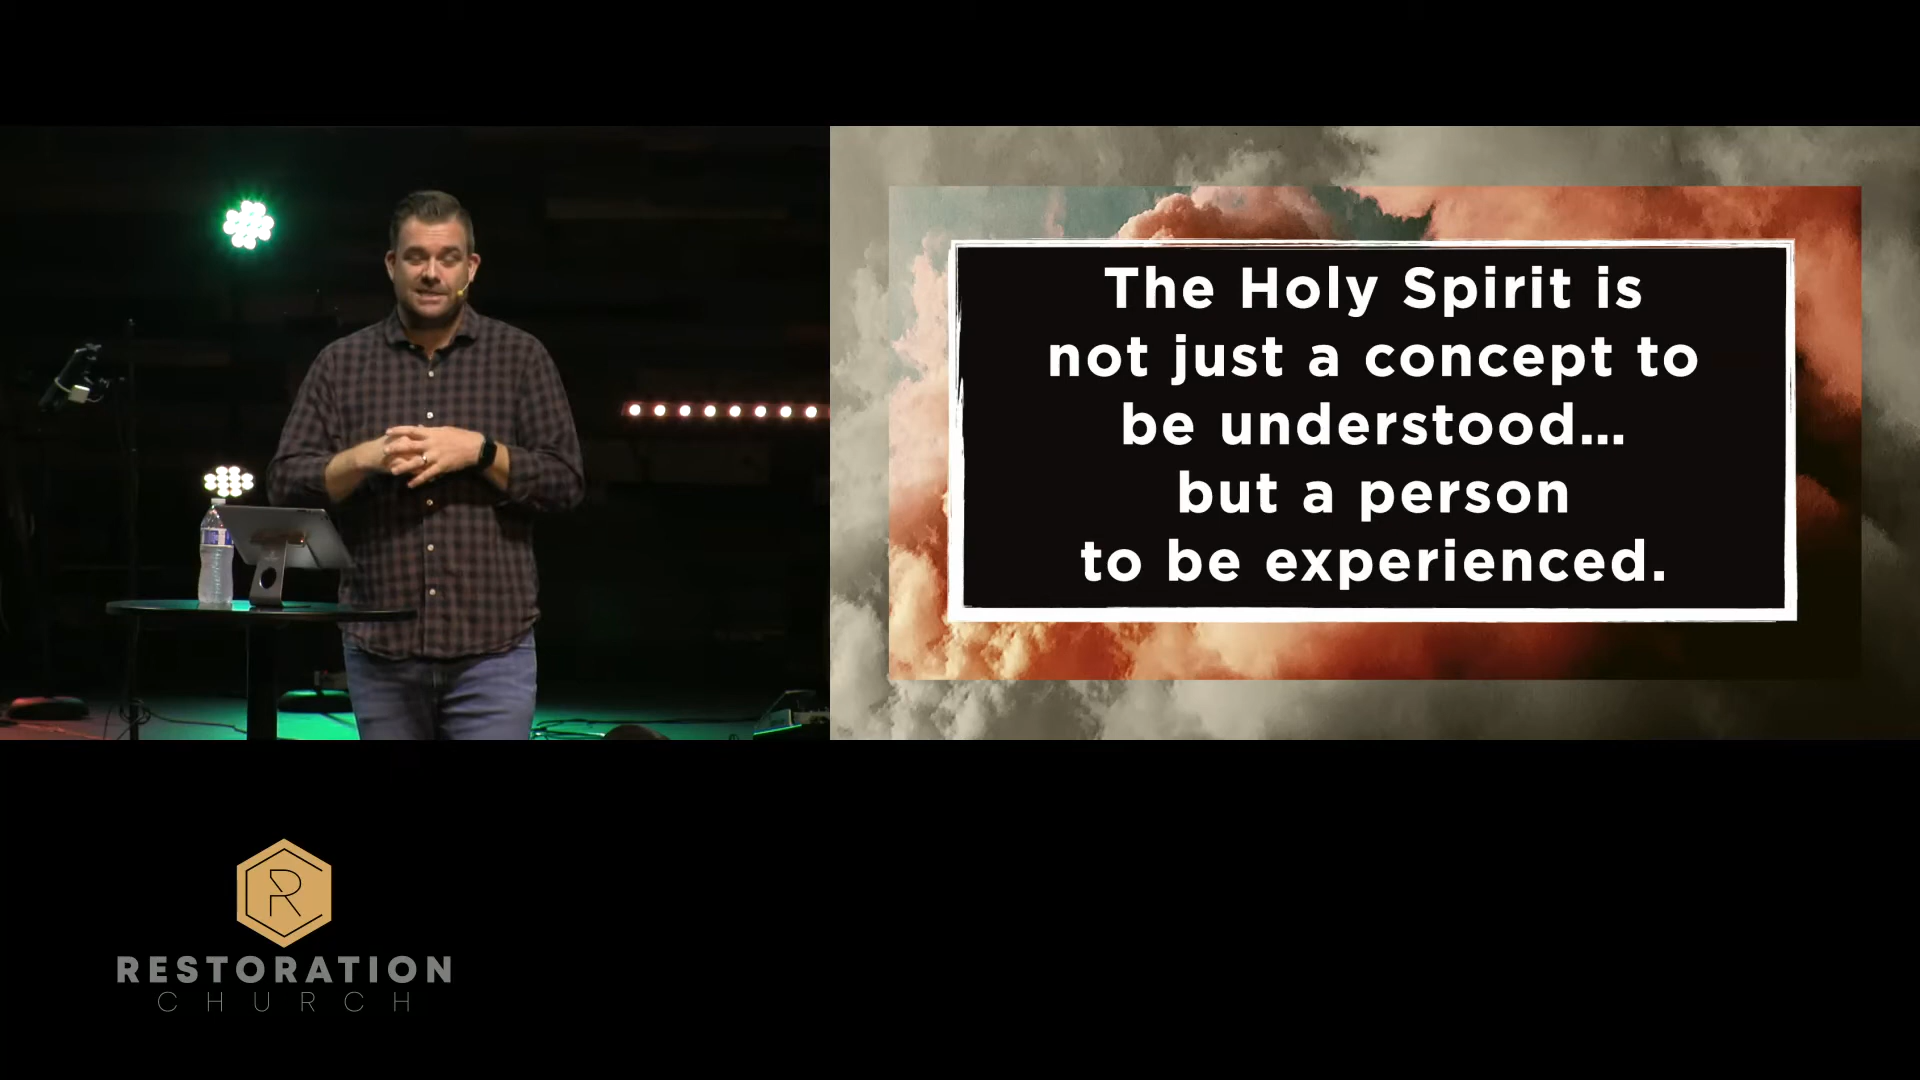 The Holy Spirit is
not just a concept to
be understood...
but a person
to be experienced.
R
RESTORATION
CHURCH